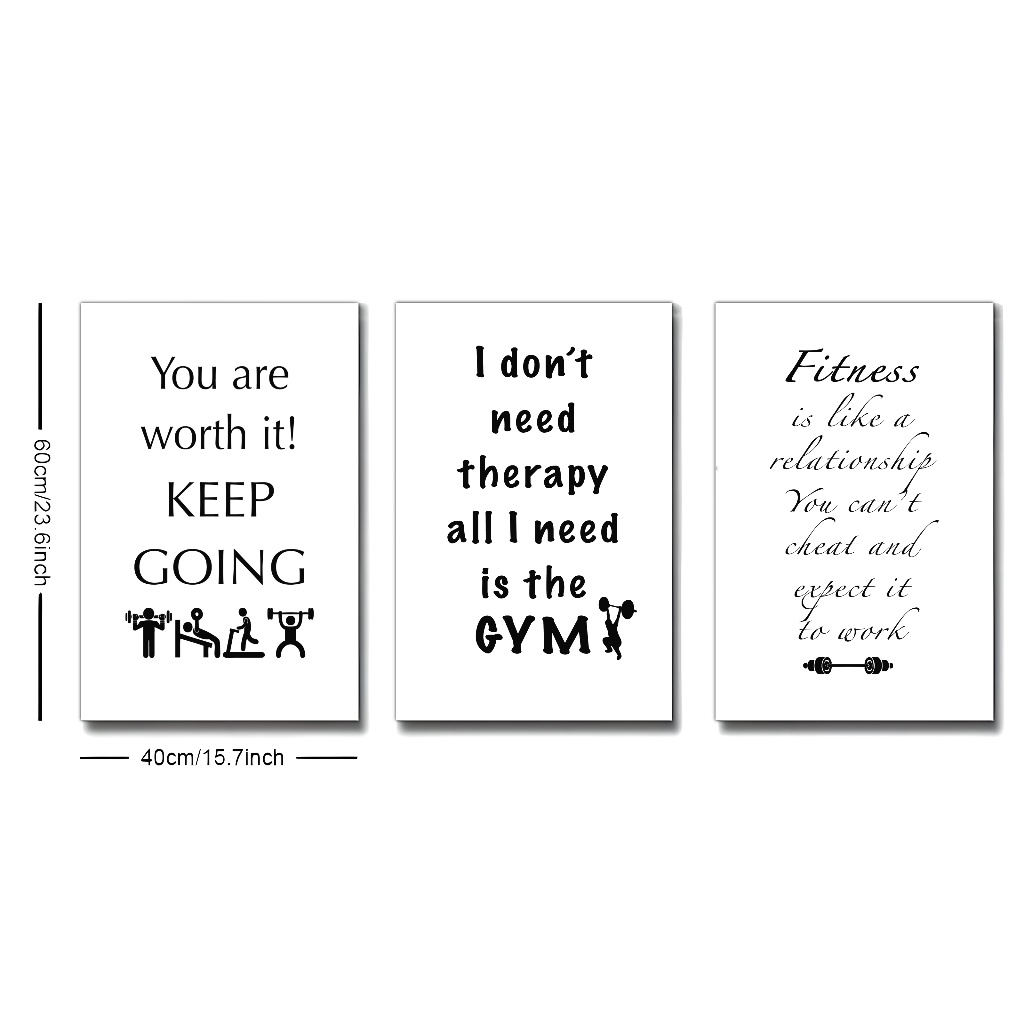 You are
worth it!
KEEP
GOING
I don't
need
therapy
all I need
is the
GYM
Fitness
is like a
relationship
You can't
cheat and
expect it
to work
60cm/23.6inch
40cm/15.7inch